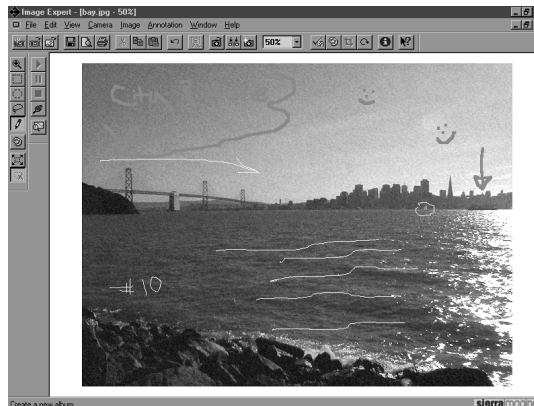 Image Expert - [bay.jpg - 50%]
File Edit View Camera Image Annotation Window Help
50%
#10
Create a new album
sierra imaging